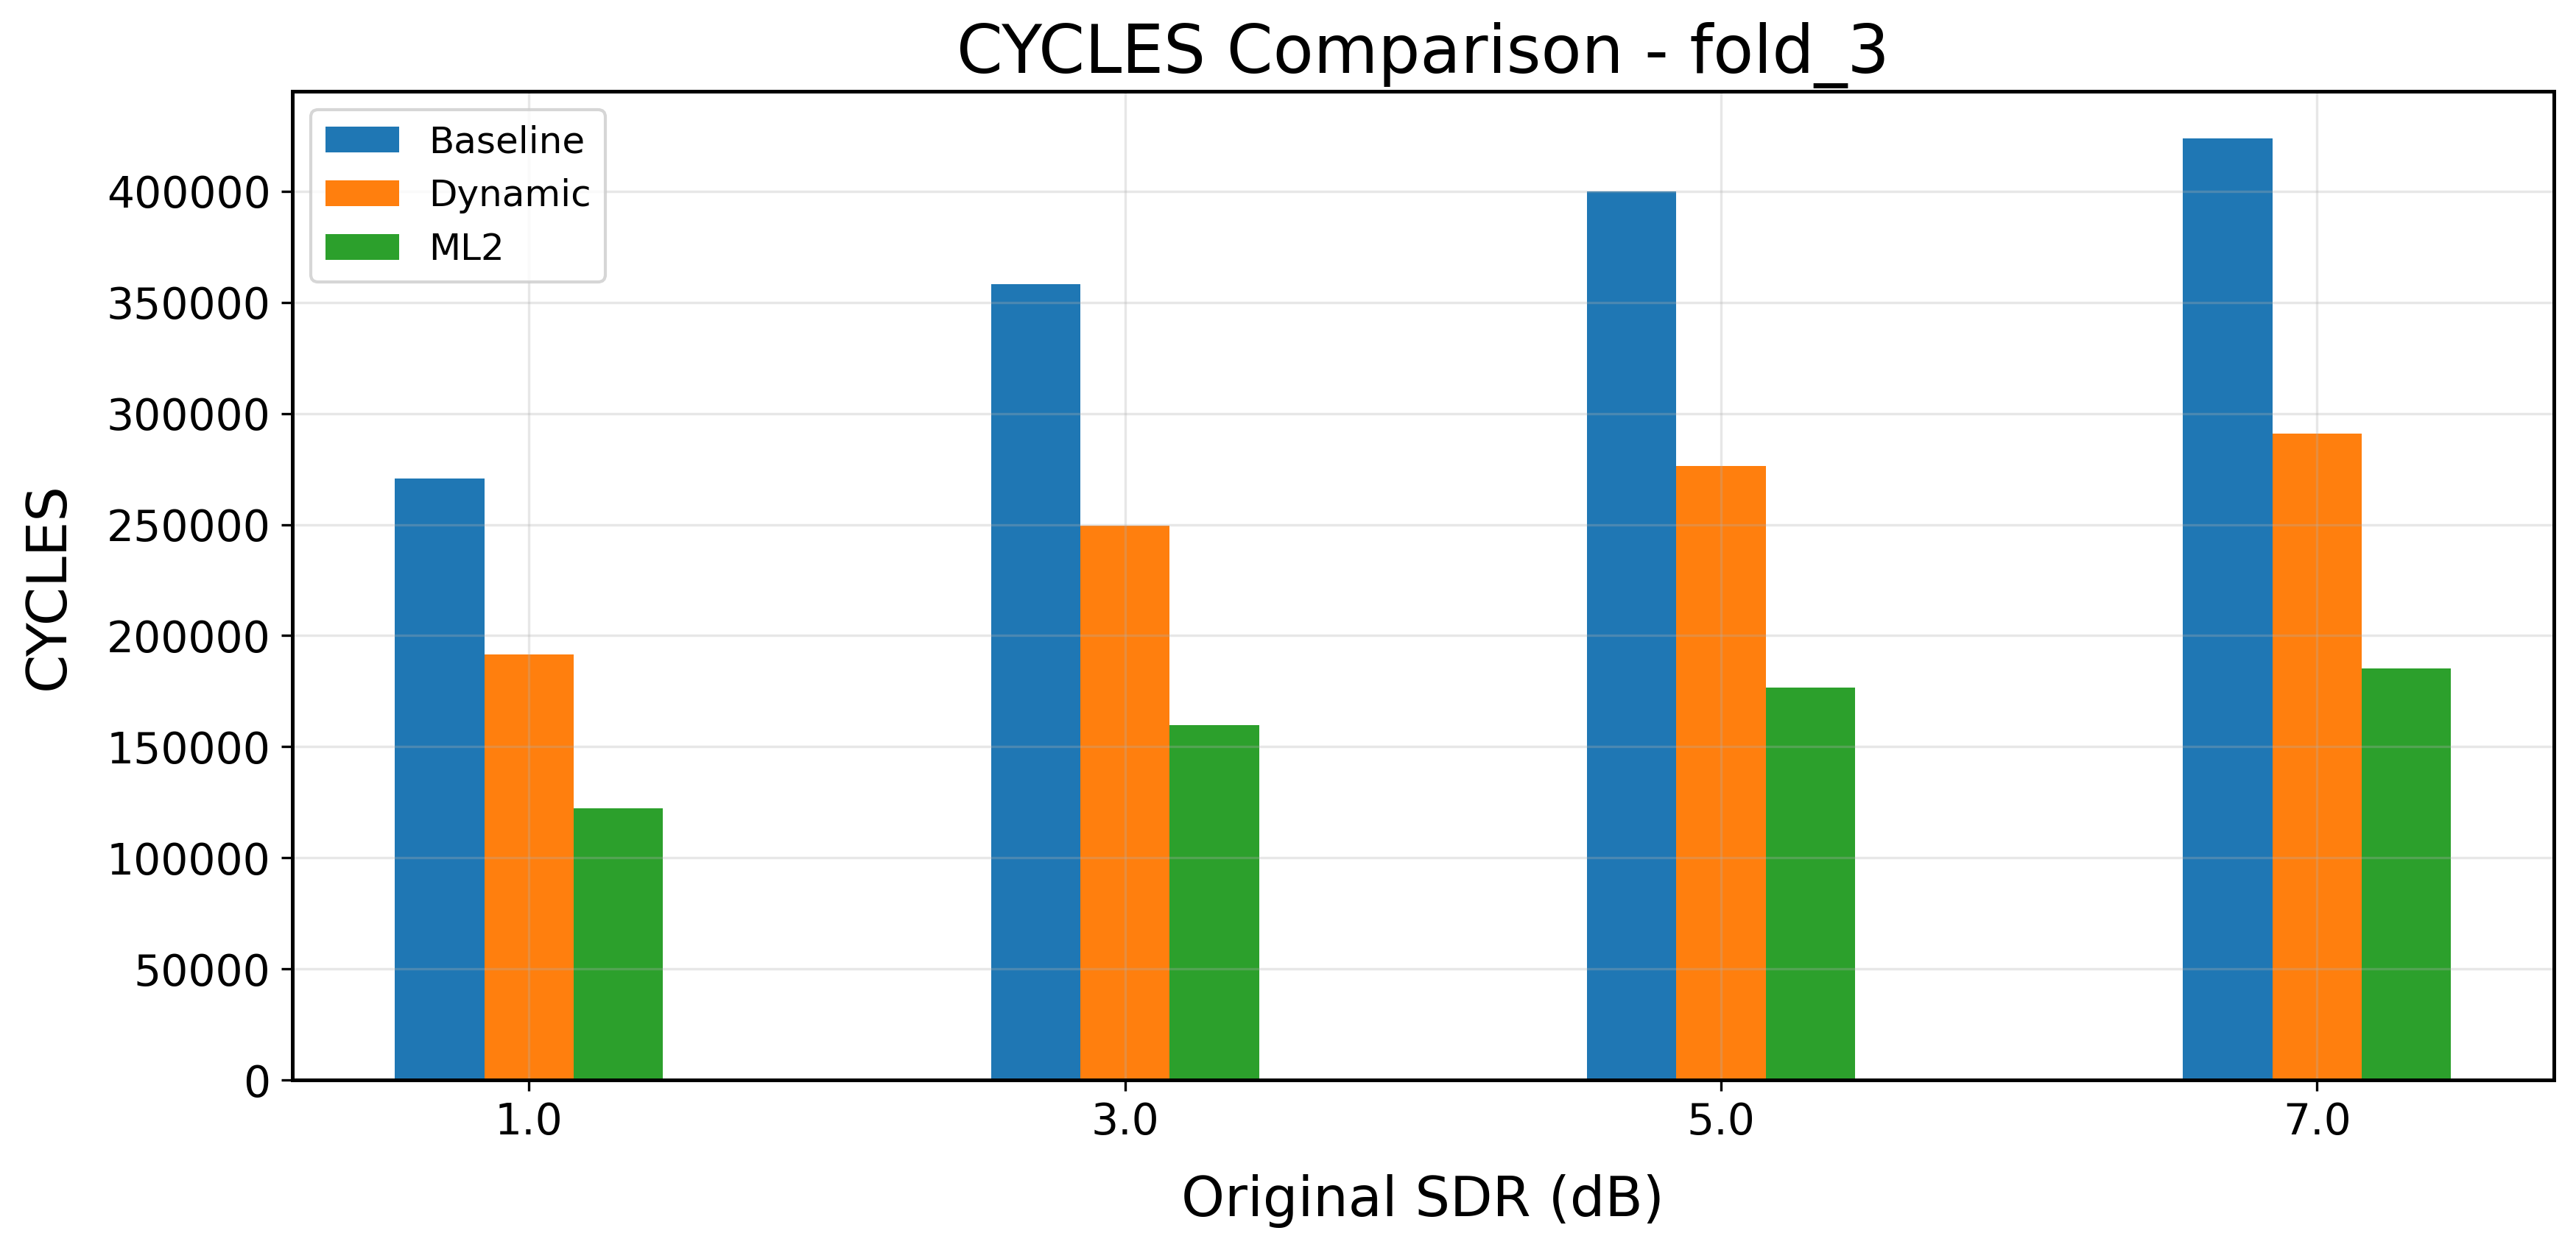 CYCLES Comparison - fold_3
Baseline
Dynamic
ML2
CYCLES
400000
350000
300000
250000
200000
150000
100000
50000
0
1.0 3.0 5.0 7.0
Original SDR (dB)